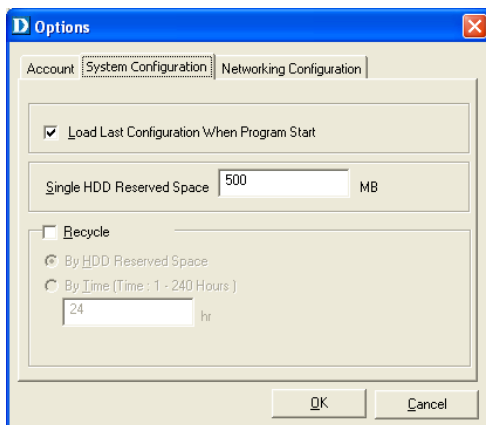 D Options
Account System Configuration Networking Configuration
Load Last Configuration When Program Start
Single HDD Reserved Space 500 MB
Recycle
By HDD Reserved Space
By Time (Time : 1 - 240 Hours )
24 hr
OK Cancel